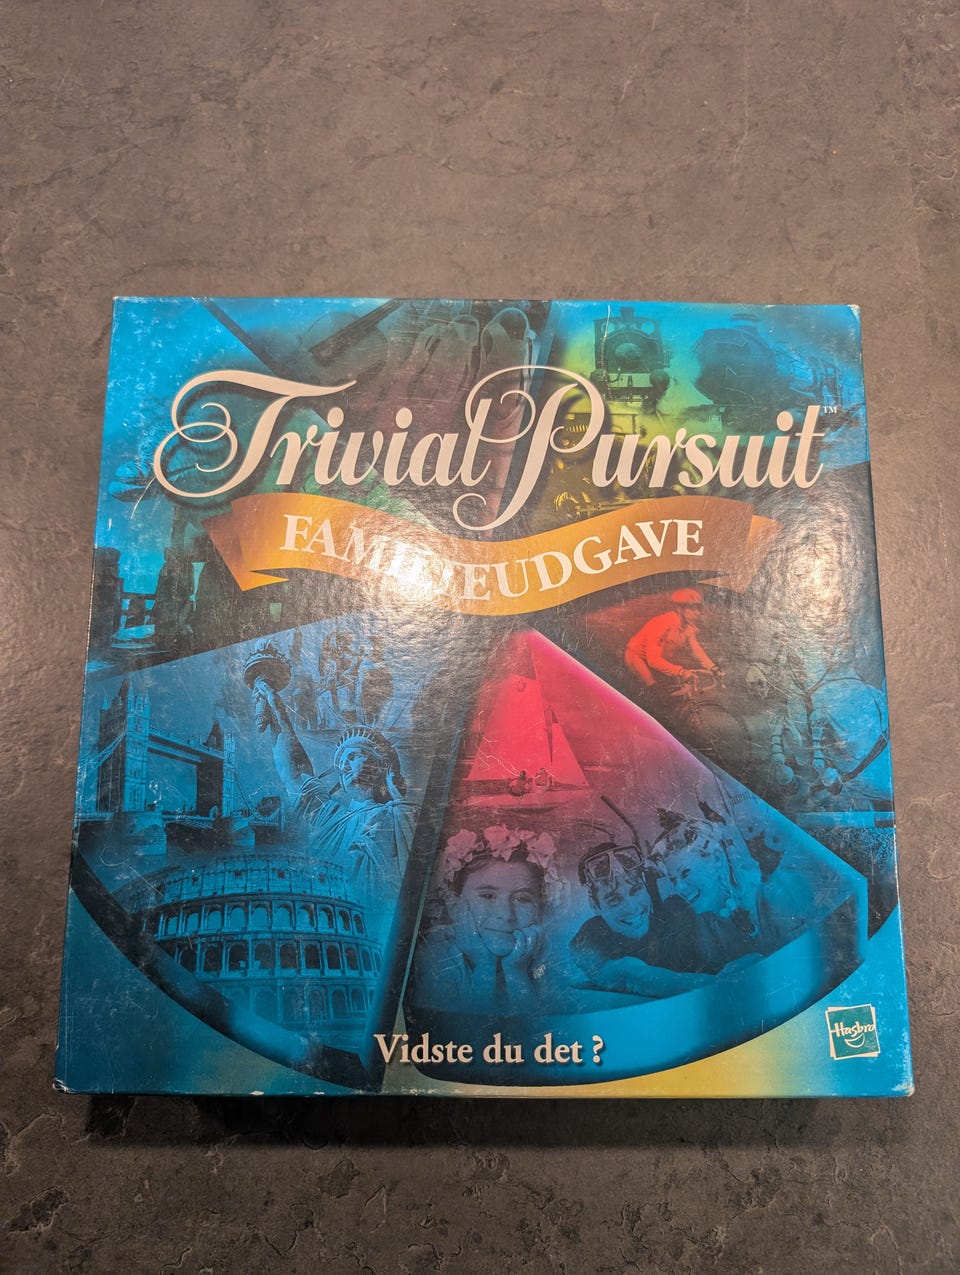 Trivial Pursuit™
FAMILIEUDGAVE
Vidste du det ?
Hasbro